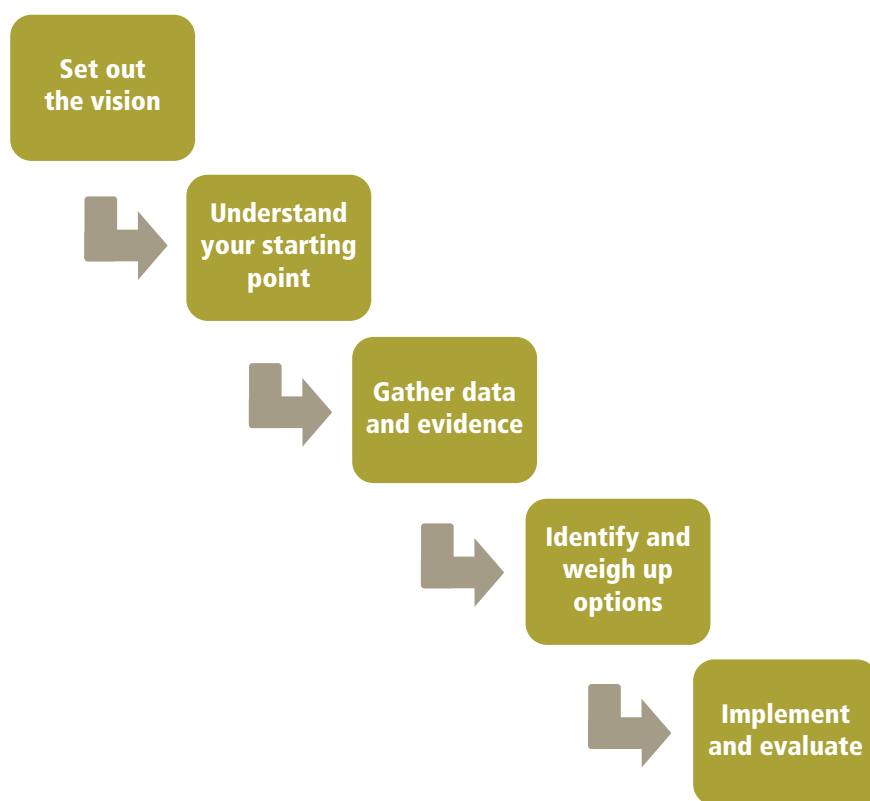 Set out
the vision
Understand
your starting
point
Gather data
and evidence
Identify and
weigh up
options
Implement
and evaluate